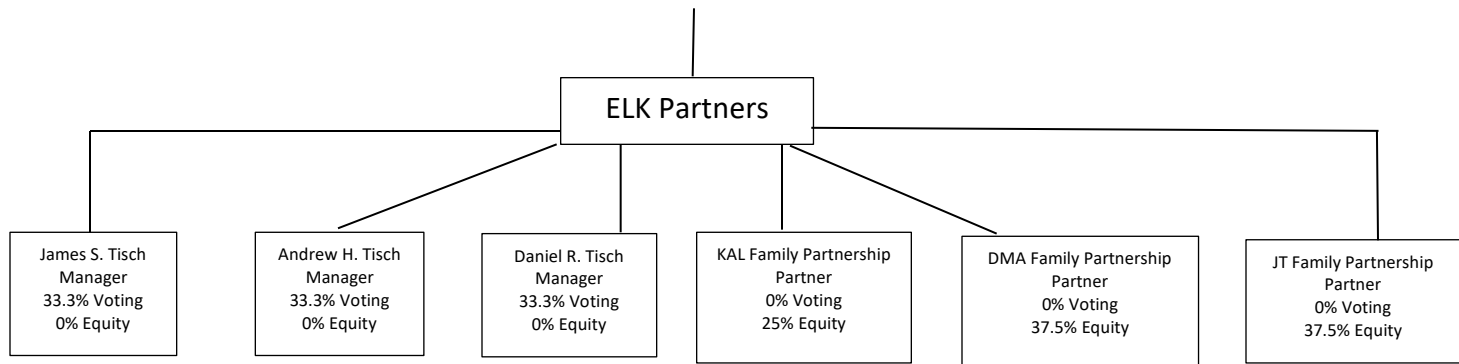 ELK Partners
James S. Tisch
Manager
33.3% Voting
0% Equity
Andrew H. Tisch
Manager
33.3% Voting
0% Equity
Daniel R. Tisch
Manager
33.3% Voting
0% Equity
KAL Family Partnership
Partner
0% Voting
25% Equity
DMA Family Partnership
Partner
0% Voting
37.5% Equity
JT Family Partnership
Partner
0% Voting
37.5% Equity